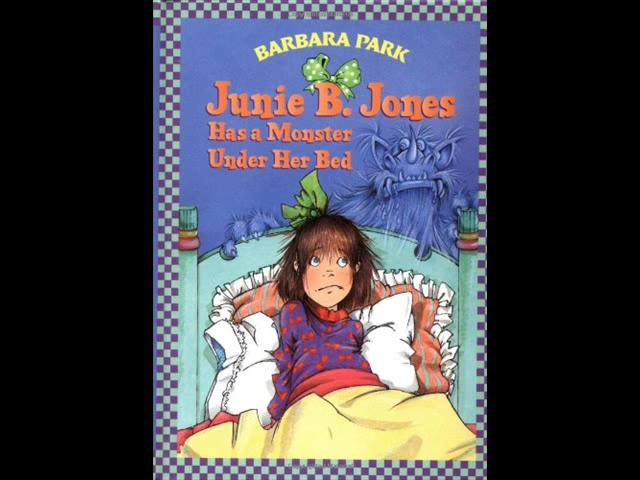 BARBARA PARK
Junie B. Jones
Has a Monster
Under Her Bed